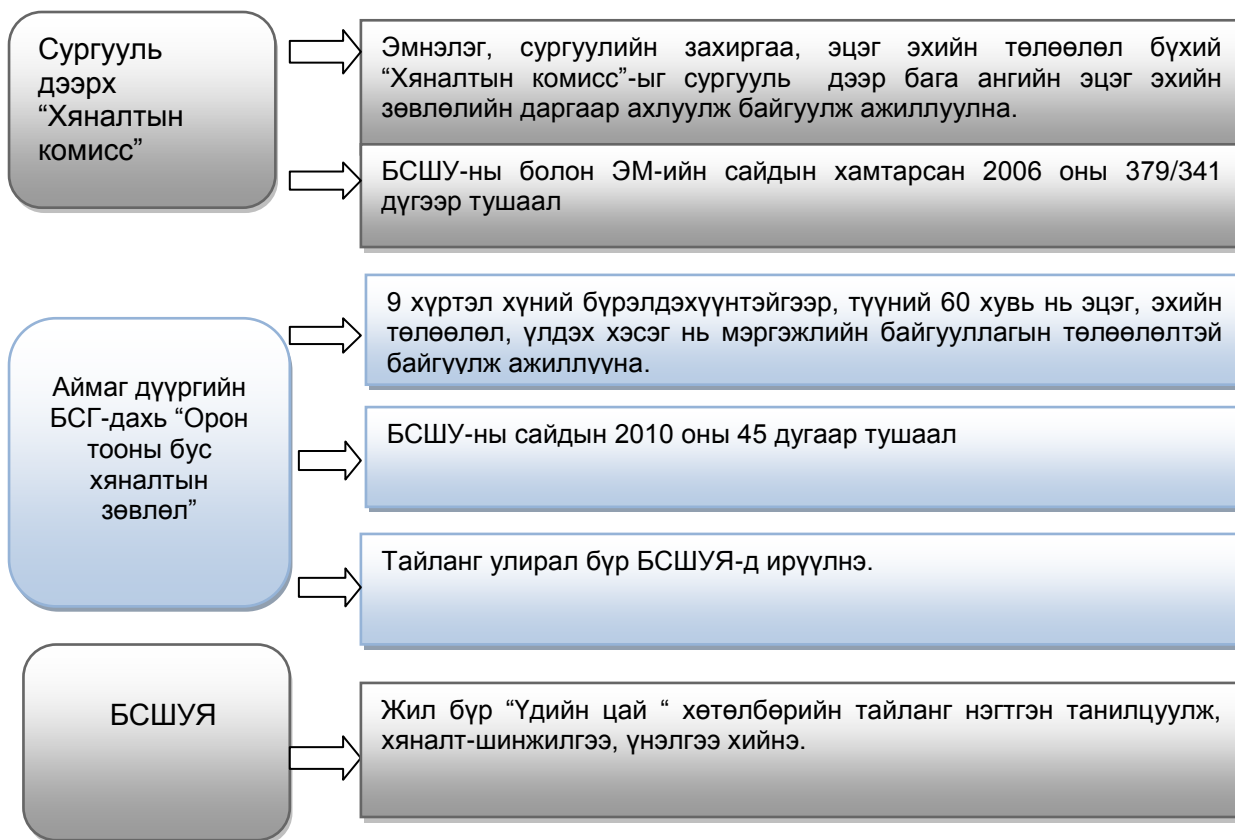 Сургууль
дээрх
“Хяналтын
комисс”
Эмнэлэг, сургуулийн захиргаа, эцэг эхийн төлөөлөл бүхий
“Хяналтын комисс”-ыг сургууль дээр бага ангийн эцэг эхийн
зөвлөлийн даргаар ахлуулж байгуулж ажиллуулна.
БСШУ-ны болон ЭМ-ийн сайдын хамтарсан 2006 оны 379/341
дүгээр тушаал
Аймаг дүүргийн
БСГ-дахь “Орон
тооны бус
хяналтын
зөвлөл”
9 хүртэл хүний бүрэлдэхүүнтэйгээр, түүний 60 хувь нь эцэг, эхийн
төлөөлөл, үлдэх хэсэг нь мэргэжлийн байгууллагын төлөөлөлтэй
байгуулж ажиллууна.
БСШУ-ны сайдын 2010 оны 45 дугаар тушаал
Тайланг улирал бүр БСШУЯ-д ирүүлнэ.
БСШУЯ
Жил бүр “Үдийн цай “ хөтөлбөрийн тайланг нэгтгэн танилцуулж,
хяналт-шинжилгээ, үнэлгээ хийнэ.